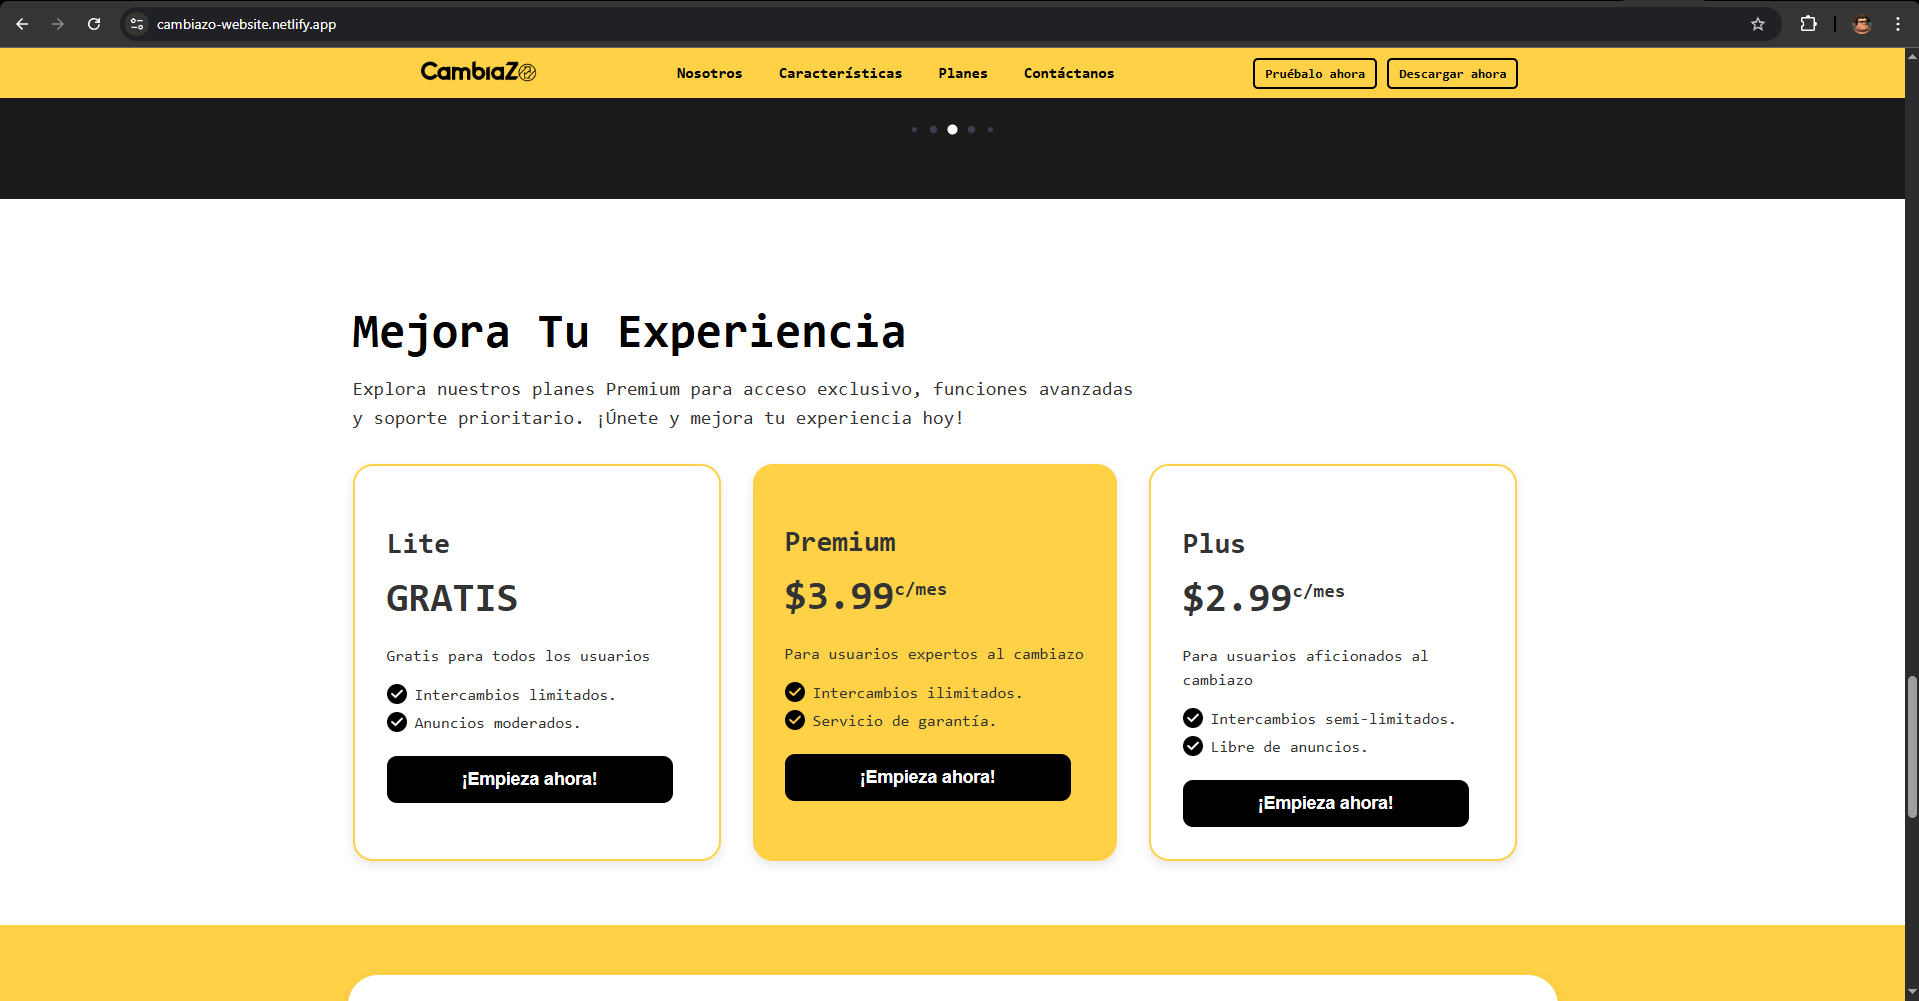 cambiazo-website.netlify.app
CambiaZo
Nosotros
Características
Planes
Contáctanos
Pruébalo ahora
Descargar ahora
Mejora Tu Experiencia
Explora nuestros planes Premium para acceso exclusivo, funciones avanzadas
y soporte prioritario. ¡Únete y mejora tu experiencia hoy!
Lite
GRATIS
Gratis para todos los usuarios
Intercambios limitados.
Anuncios moderados.
¡Empieza ahora!
Premium
$3.99c/mes
Para usuarios expertos al cambiazo
Intercambios ilimitados.
Servicio de garantía.
¡Empieza ahora!
Plus
$2.99c/mes
Para usuarios aficionados al
cambiazo
Intercambios semi-limitados.
Libre de anuncios.
¡Empieza ahora!